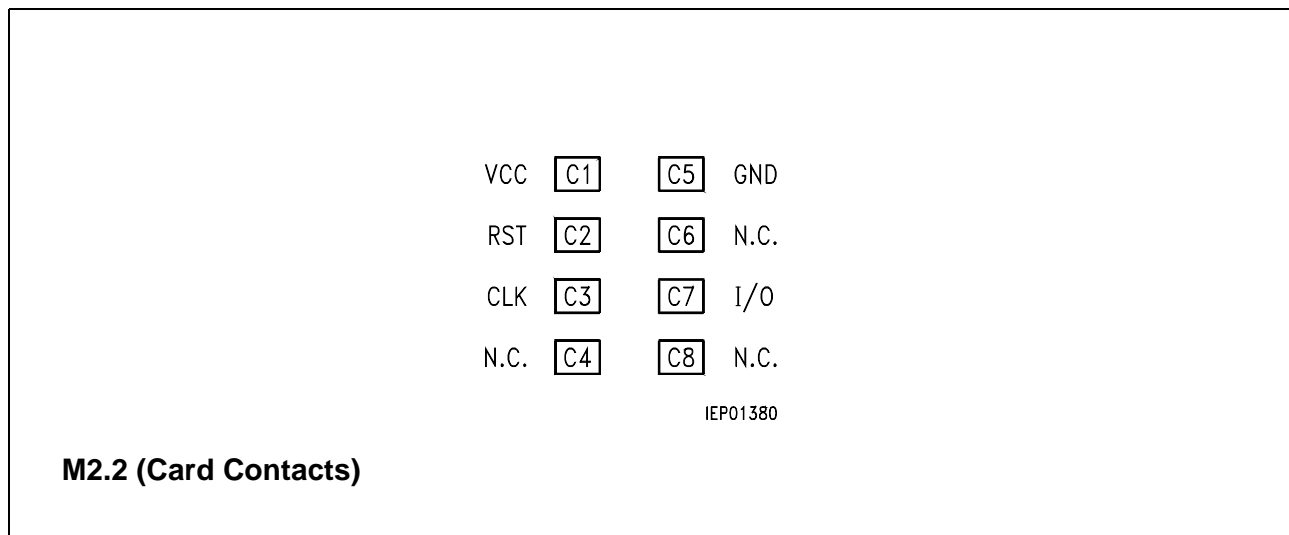 VCC C1 C5 GND
RST C2 C6 N.C.
CLK C3 C7 I/O
N.C. C4 C8 N.C.
IEP01380
M2.2 (Card Contacts)